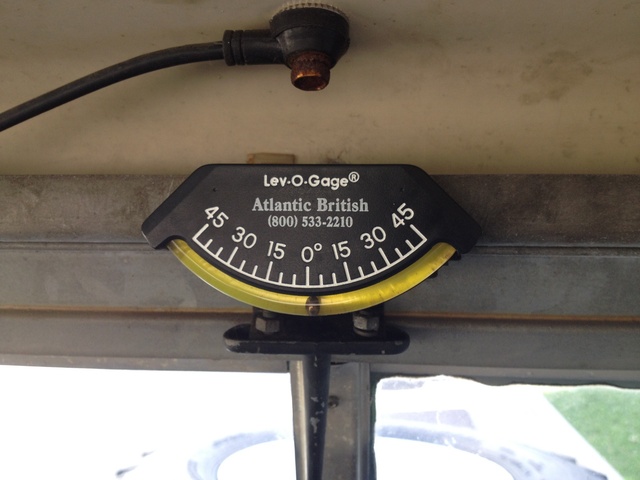 Lev-O-Gage®
Atlantic British
(800) 533-2210
45 30 15 0° 15 30 45